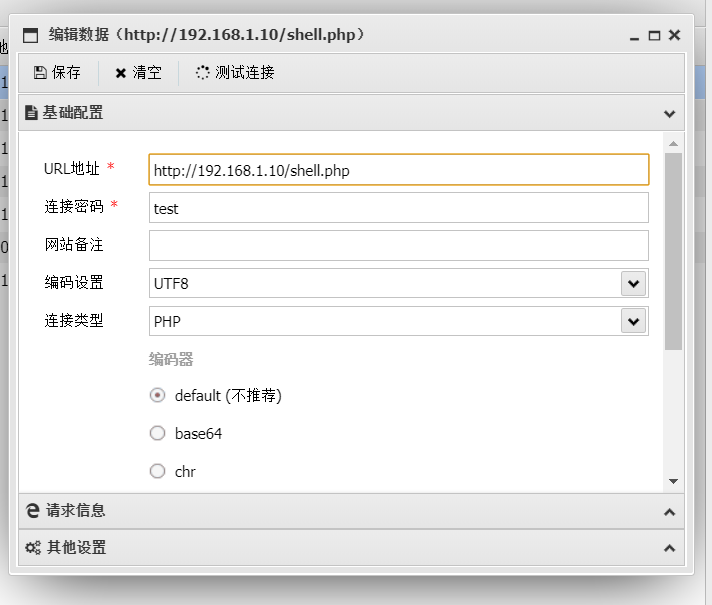 编辑数据（http://192.168.1.10/shell.php）
保存 清空 测试连接
基础配置
URL地址 * http://192.168.1.10/shell.php
连接密码 * test
网站备注
编码设置 UTF8
连接类型 PHP
编码器
default (不推荐)
base64
chr
请求信息
其他设置